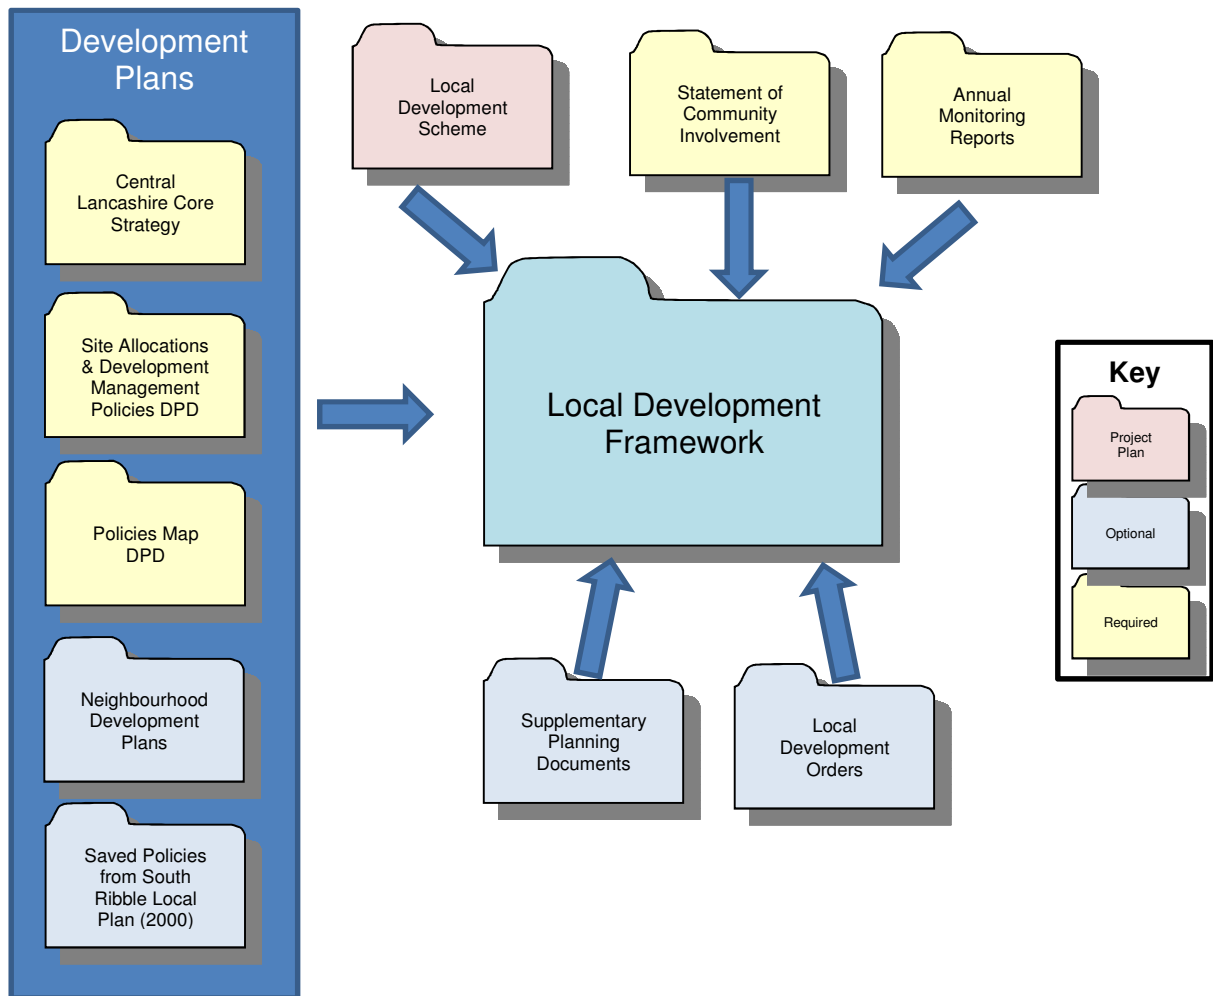 Development
Plans
Central
Lancashire Core
Strategy
Site Allocations
& Development
Management
Policies DPD
Policies Map
DPD
Neighbourhood
Development
Plans
Saved Policies
from South
Ribble Local
Plan (2000)
Local
Development
Scheme
Statement of
Community
Involvement
Annual
Monitoring
Reports
Local Development
Framework
Supplementary
Planning
Documents
Local
Development
Orders
Key
Project
Plan
Optional
Required